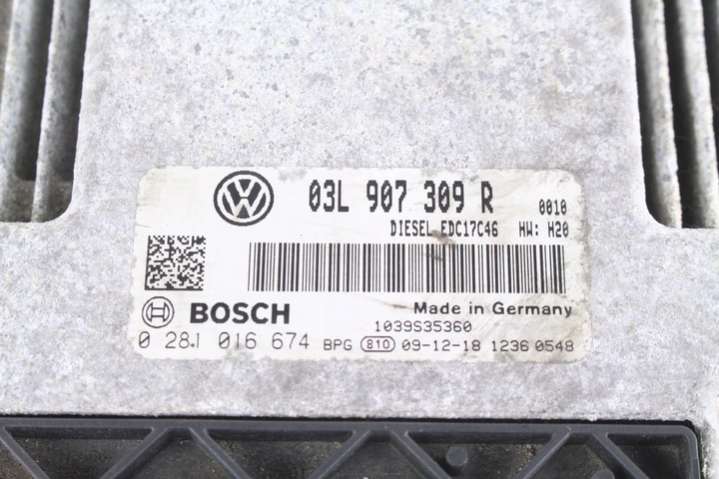 03L 907 309 R 0010
DIESEL EDC17C46 HW: H20
BOSCH Made in Germany
1039S35360
0 281 016 674 BPG 810 09-12-18 1236 0548